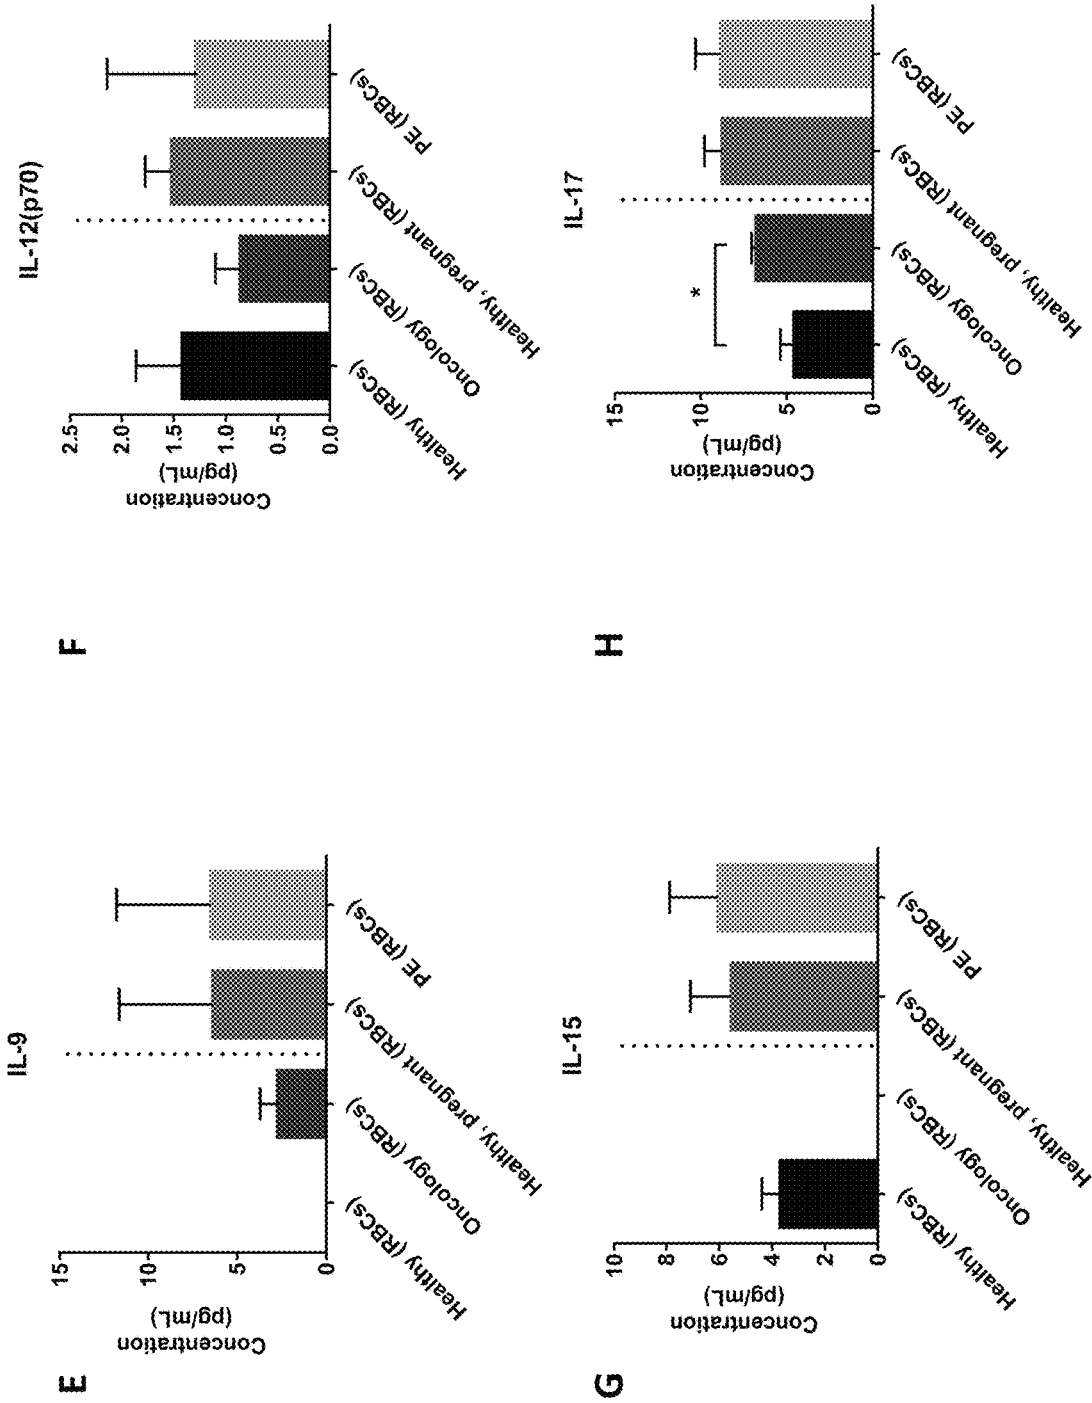 E
IL-9
Concentration
(pg/mL)
15
10
5
0
Healthy (RBCs)
Oncology (RBCs)
Healthy, pregnant (RBCs)
PE (RBCs)
F
IL-12(p70)
Concentration
(pg/mL)
2.5
2.0
1.5
1.0
0.5
0.0
Healthy (RBCs)
Oncology (RBCs)
Healthy, pregnant (RBCs)
PE (RBCs)
G
IL-15
Concentration
(pg/mL)
10
8
6
4
2
0
Healthy (RBCs)
Oncology (RBCs)
Healthy, pregnant (RBCs)
PE (RBCs)
H
IL-17
Concentration
(pg/mL)
15
10
5
0
*
Healthy (RBCs)
Oncology (RBCs)
Healthy, pregnant (RBCs)
PE (RBCs)